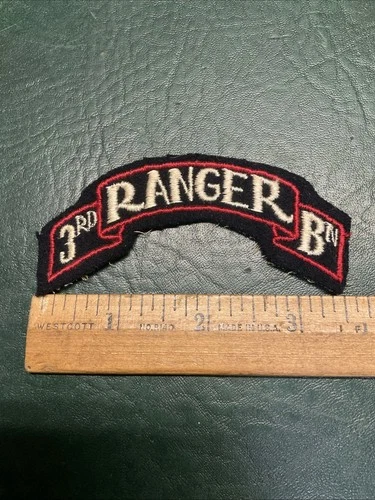 3RD RANGER BN
1 2 3
WESTCOTT MADE IN U.S.A.